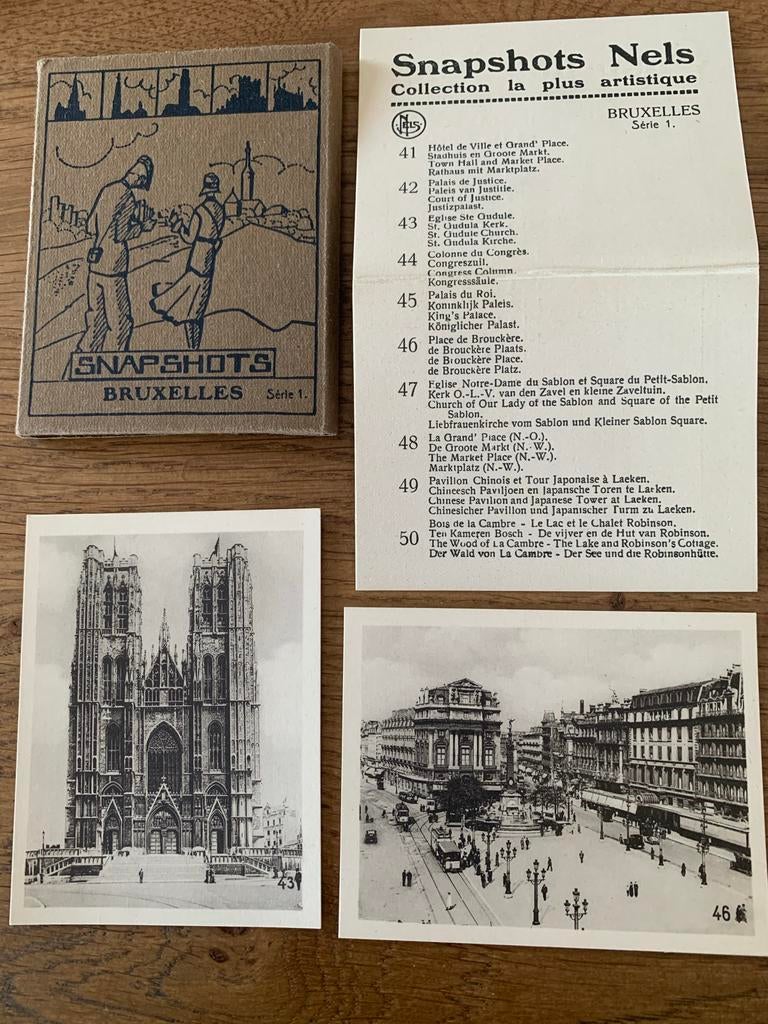 SNAPSHOTS
BRUXELLES Série 1.
Snapshots Nels
Collection la plus artistique
NELS
BRUXELLES
Série 1.
41 Hôtel de Ville et Grand' Place.
Stadhuis en Groote Markt.
Town Hall and Market Place.
Rathaus mit Marktplatz.
42 Palais de Justice.
Paleis van Justitie.
Court of Justice.
Justizpalast.
43 Eglise Ste Gudule.
St. Gudula Kerk.
St. Gudule Church.
St. Gudula Kirche.
44 Colonne du Congrès.
Congreszuil.
Congress Column.
Kongresssäule.
45 Palais du Roi.
Koninklijk Paleis.
King's Palace.
Königlicher Palast.
46 Place de Brouckère.
de Brouckère Plaats.
de Brouckère Place.
de Brouckère Platz.
47 Eglise Notre-Dame du Sablon et Square du Petit-Sablon.
Kerk O.-L.-V. van den Zavel en kleine Zaveltuin.
Church of Our Lady of the Sablon and Square of the Petit
Sablon.
Liebfrauenkirche vom Sablon und Kleiner Sablon Square.
48 La Grand' Place (N.-O.).
De Groote Markt (N.-W.).
The Market Place (N.-W.).
Marktplatz (N.-W.).
49 Pavillon Chinois et Tour Japonaise à Laeken.
Chineesch Paviljoen en Japansche Toren te Laeken.
Chinese Pavilion and Japanese Tower at Laeken.
Chinesicher Pavillon und Japanischer Turm zu Laeken.
50 Bois de la Cambre - Le Lac et le Chalet Robinson.
Ten Kameren Bosch - De vijver en de Hut van Robinson.
The Wood of La Cambre - The Lake and Robinson's Cottage.
Der Wald von La Cambre - Der See und die Robinsonhütte.
43
46